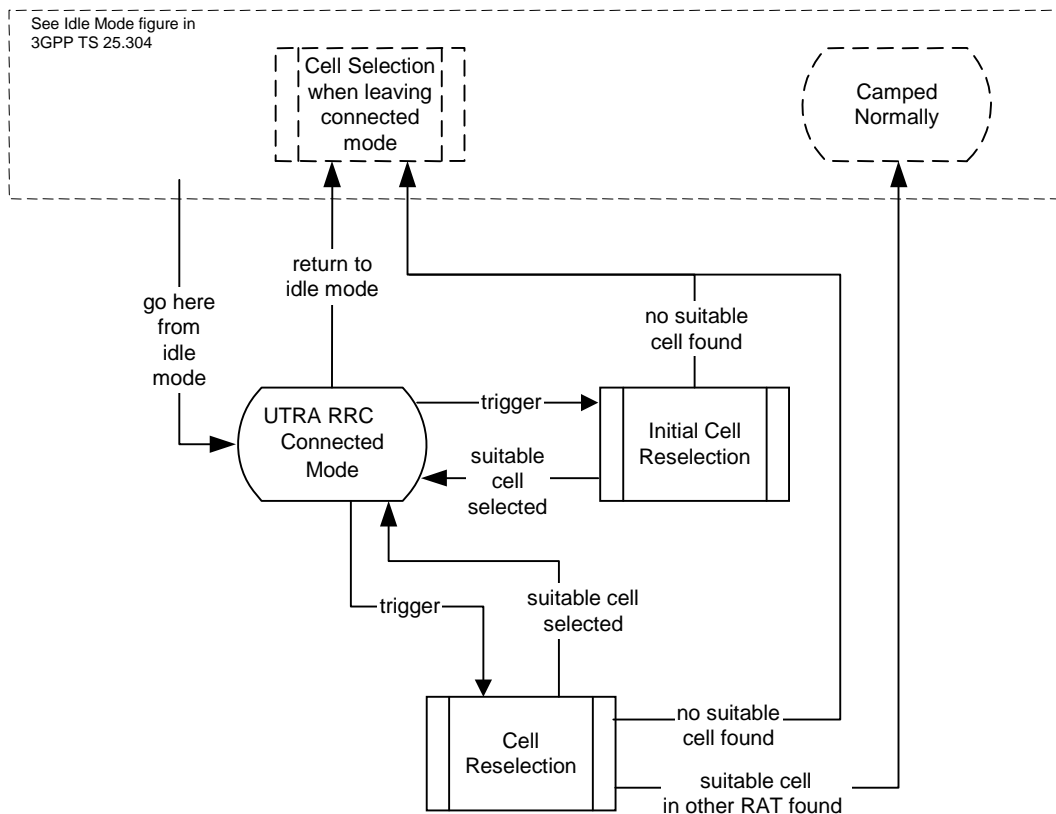 See Idle Mode figure in
3GPP TS 25.304
Cell Selection
when leaving
connected
mode
Camped
Normally
return to
idle mode
go here
from
idle
mode
no suitable
cell found
UTRA RRC
Connected
Mode
trigger
Initial Cell
Reselection
suitable
cell
selected
trigger
suitable cell
selected
Cell
Reselection
no suitable
cell found
suitable cell
in other RAT found